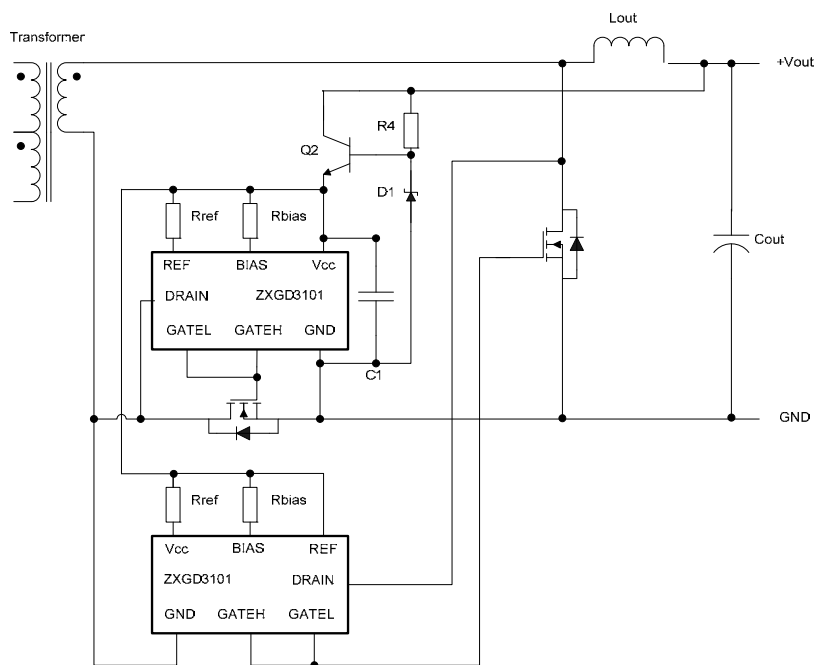 Lout
Transformer
+Vout
R4
Q2
D1
Rref
Rbias
REF BIAS Vcc
DRAIN ZXGD3101
GATEL GATEH GND
Cout
C1
GND
Rref
Rbias
Vcc BIAS REF
ZXGD3101 DRAIN
GND GATEH GATEL